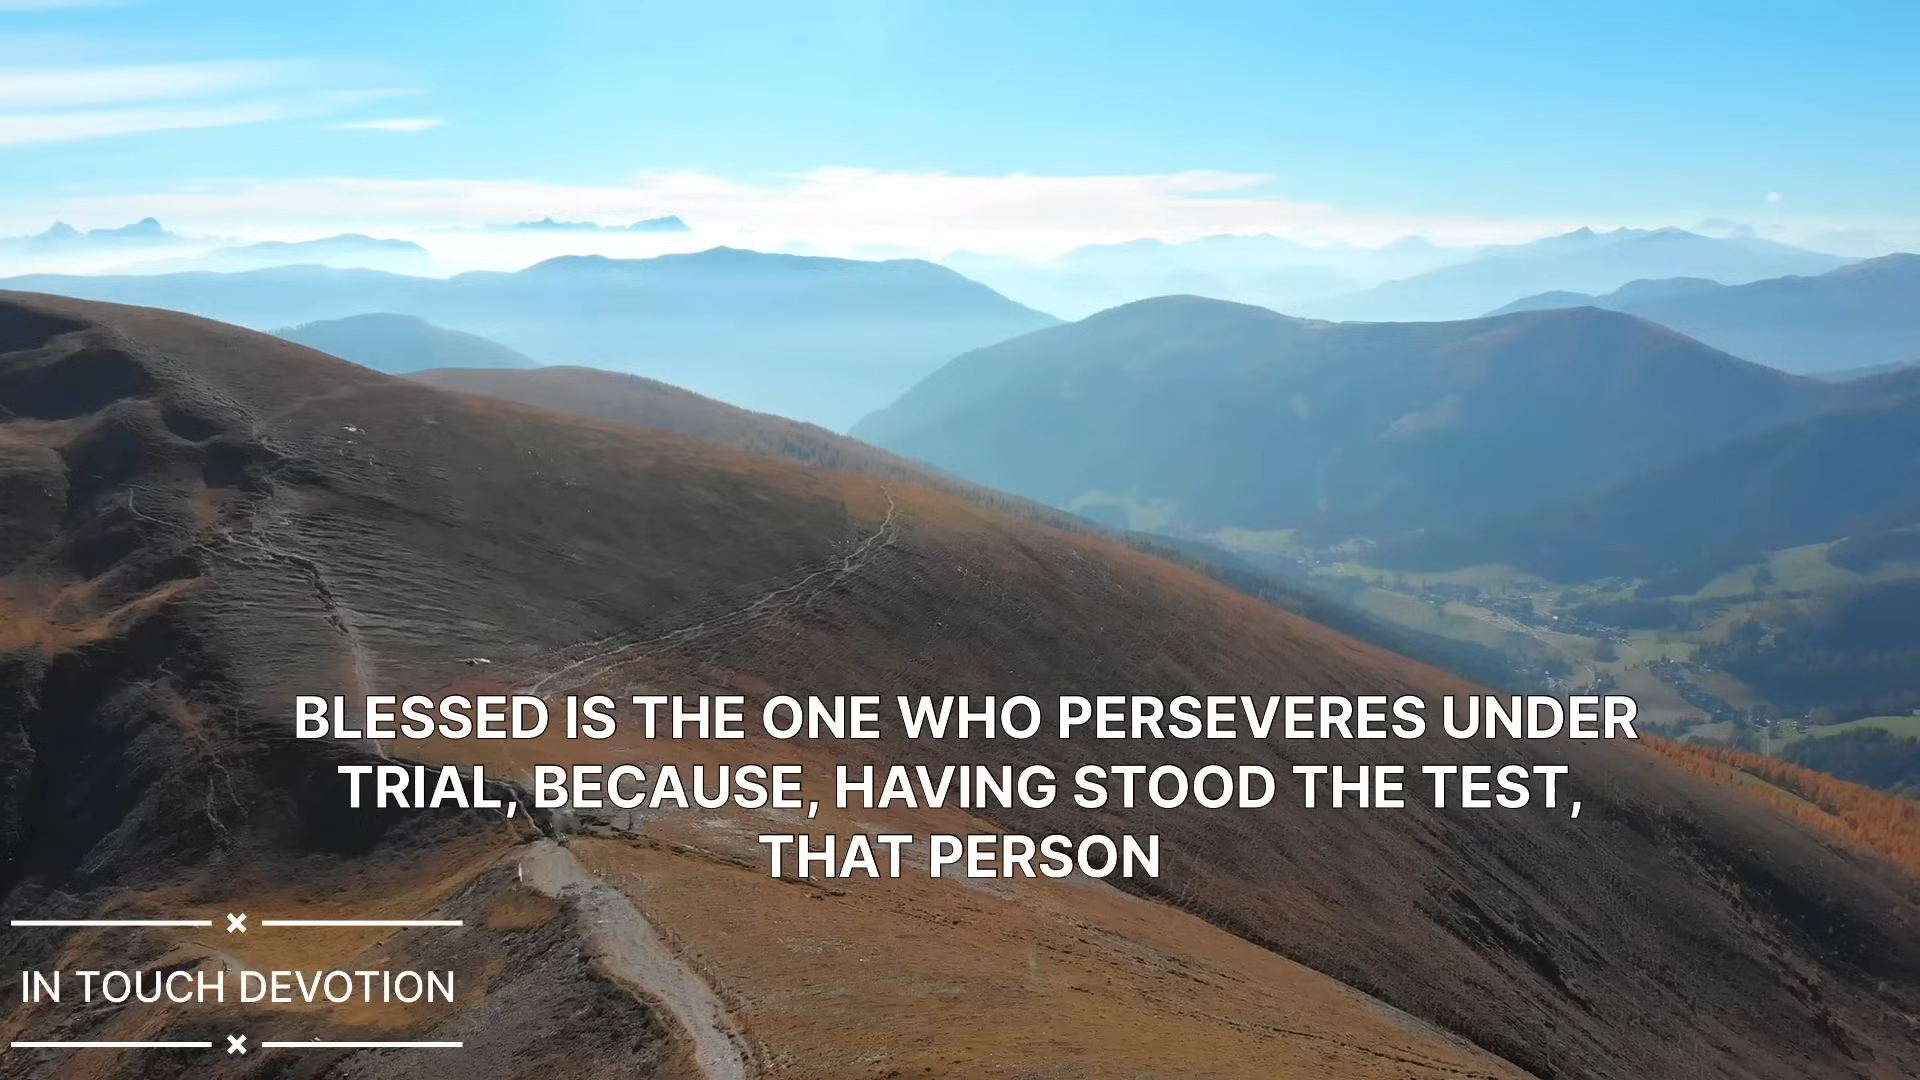 BLESSED IS THE ONE WHO PERSEVERES UNDER
TRIAL, BECAUSE, HAVING STOOD THE TEST,
THAT PERSON
IN TOUCH DEVOTION